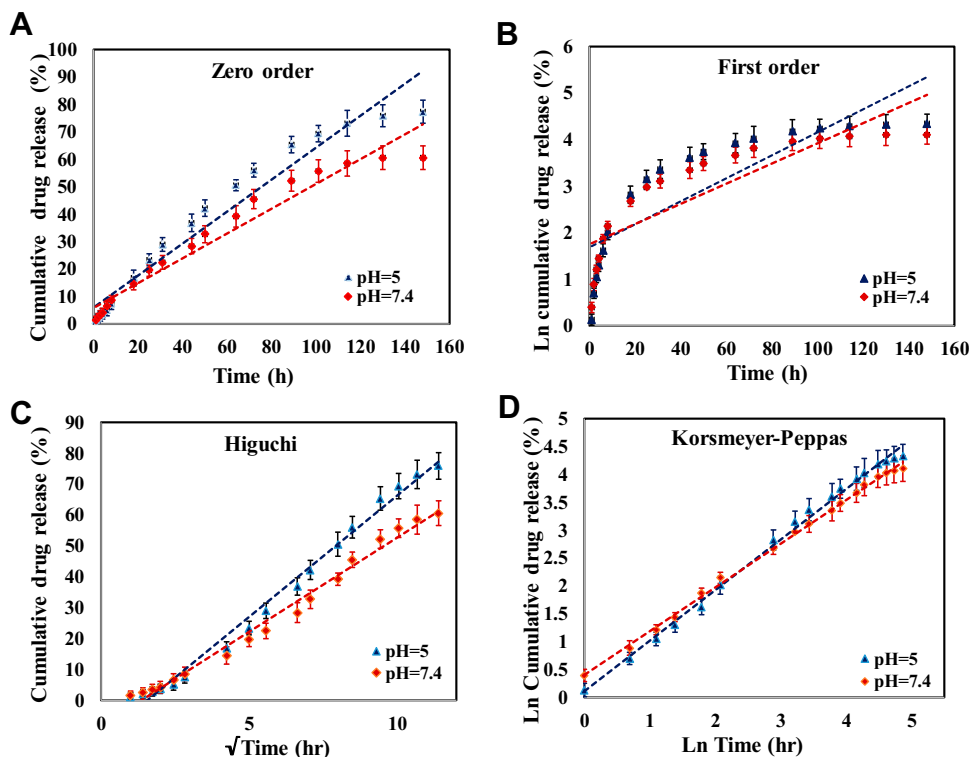 A
Cumulative drug release (%)
Zero order
100
90
80
70
60
50
40
30
20
10
0
pH=5
pH=7.4
0 20 40 60 80 100 120 140 160
Time (h)
B
Ln cumulative drug release (%)
First order
6
5
4
3
2
1
0
pH=5
pH=7.4
0 20 40 60 80 100 120 140 160
Time (h)
C
Cumulative drug release (%)
Higuchi
90
80
70
60
50
40
30
20
10
0
pH=5
pH=7.4
0 5 10
√Time (hr)
D
Ln Cumulative drug release (%)
Korsmeyer-Peppas
5
4.5
4
3.5
3
2.5
2
1.5
1
0.5
0
pH=5
pH=7.4
0 1 2 3 4 5
Ln Time (hr)